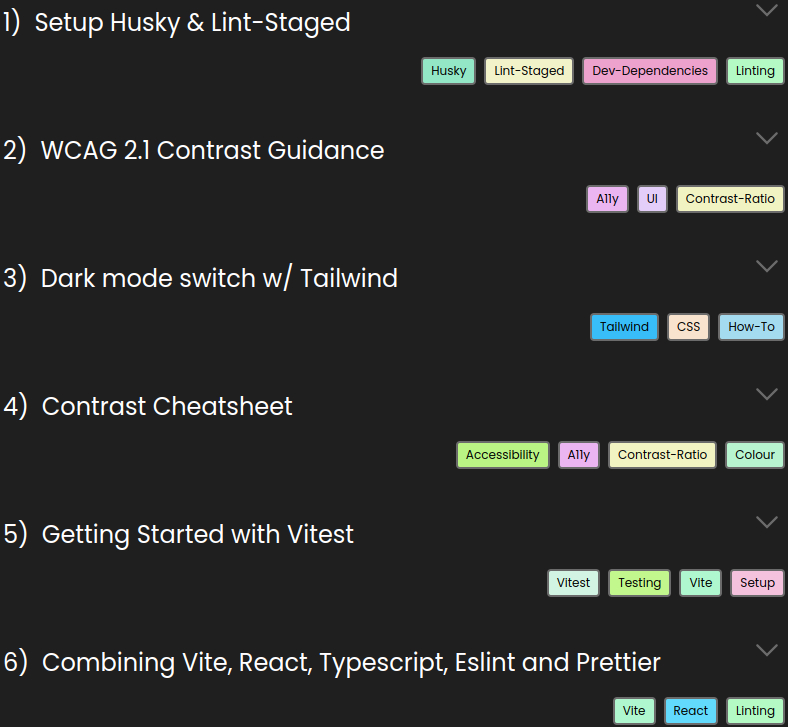 1) Setup Husky & Lint-Staged
Husky Lint-Staged Dev-Dependencies Linting
2) WCAG 2.1 Contrast Guidance
A11y UI Contrast-Ratio
3) Dark mode switch w/ Tailwind
Tailwind CSS How-To
4) Contrast Cheatsheet
Accessibility A11y Contrast-Ratio Colour
5) Getting Started with Vitest
Vitest Testing Vite Setup
6) Combining Vite, React, Typescript, Eslint and Prettier
Vite React Linting